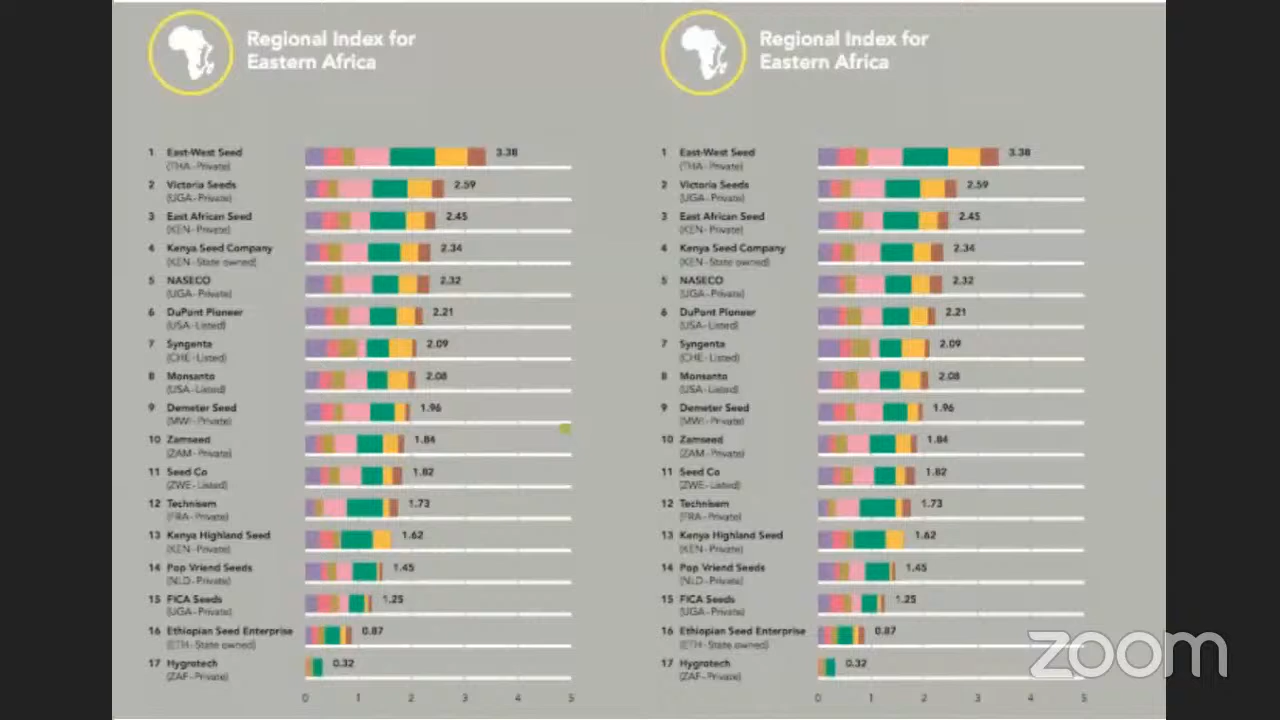 Regional Index for
Eastern Africa
1 East-West Seed 3.38
(THA - Private)
2 Victoria Seeds 2.59
(UGA - Private)
3 East African Seed 2.45
(KEN - Private)
4 Kenya Seed Company 2.34
(KEN - State owned)
5 NASECO 2.32
(UGA - Private)
6 DuPont Pioneer 2.21
(USA - Listed)
7 Syngenta 2.09
(CHE - Listed)
8 Monsanto 2.08
(USA - Listed)
9 Demeter Seed 1.96
(MWI - Private)
10 Zamseed 1.84
(ZAM - Private)
11 Seed Co 1.82
(ZWE - Listed)
12 Technisem 1.73
(FRA - Private)
13 Kenya Highland Seed 1.62
(KEN - Private)
14 Pop Vriend Seeds 1.45
(NLD - Private)
15 FICA Seeds 1.25
(UGA - Private)
16 Ethiopian Seed Enterprise 0.87
(ETH - State owned)
17 Hygrotech 0.32
(ZAF - Private)
0 1 2 3 4 5
Regional Index for
Eastern Africa
1 East-West Seed 3.38
(THA - Private)
2 Victoria Seeds 2.59
(UGA - Private)
3 East African Seed 2.45
(KEN - Private)
4 Kenya Seed Company 2.34
(KEN - State owned)
5 NASECO 2.32
(UGA - Private)
6 DuPont Pioneer 2.21
(USA - Listed)
7 Syngenta 2.09
(CHE - Listed)
8 Monsanto 2.08
(USA - Listed)
9 Demeter Seed 1.96
(MWI - Private)
10 Zamseed 1.84
(ZAM - Private)
11 Seed Co 1.82
(ZWE - Listed)
12 Technisem 1.73
(FRA - Private)
13 Kenya Highland Seed 1.62
(KEN - Private)
14 Pop Vriend Seeds 1.45
(NLD - Private)
15 FICA Seeds 1.25
(UGA - Private)
16 Ethiopian Seed Enterprise 0.87
(ETH - State owned)
17 Hygrotech 0.32
(ZAF - Private)
0 1 2 3 4 5
zoom